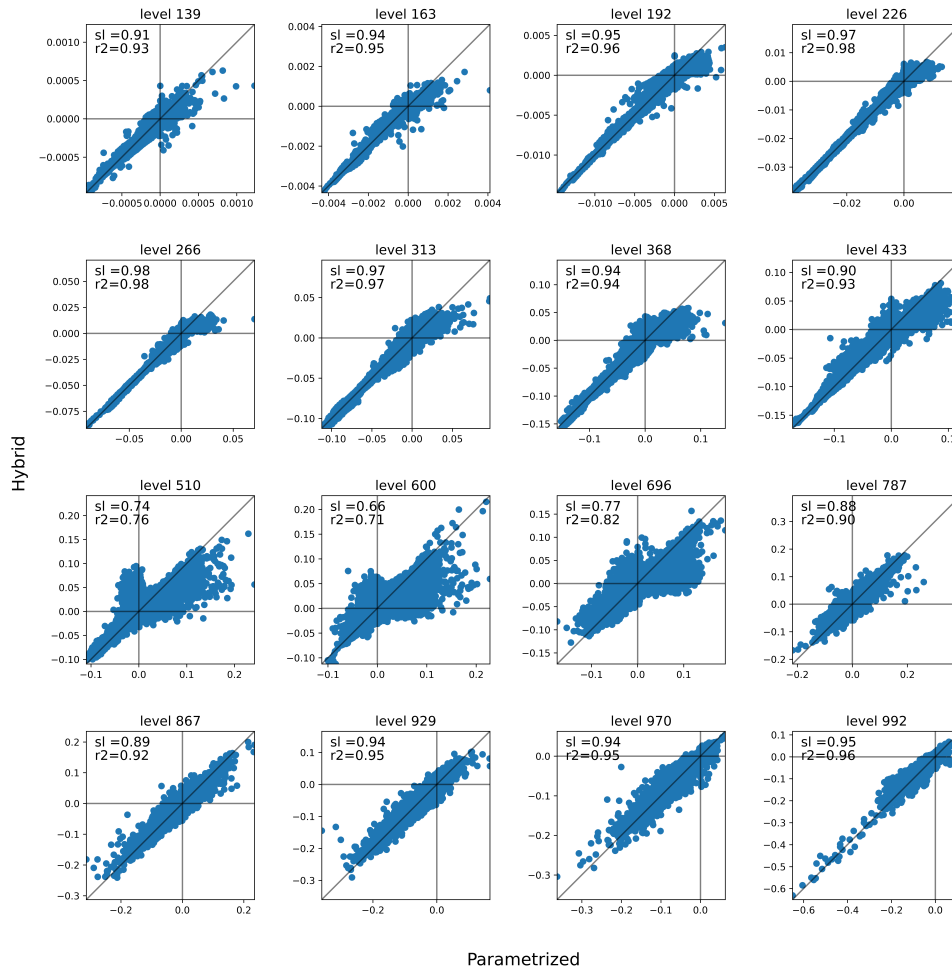 level 139
sl =0.91
r2=0.93
0.0010
0.0005
0.0000
−0.0005
−0.0005 0.0000 0.0005 0.0010
level 163
sl =0.94
r2=0.95
0.004
0.002
0.000
−0.002
−0.004
−0.004 −0.002 0.000 0.002 0.004
level 192
sl =0.95
r2=0.96
0.005
0.000
−0.005
−0.010
−0.010 −0.005 0.000 0.005
level 226
sl =0.97
r2=0.98
0.01
0.00
−0.01
−0.02
−0.03
−0.02 0.00
level 266
sl =0.98
r2=0.98
0.050
0.025
0.000
−0.025
−0.050
−0.075
−0.05 0.00 0.05
level 313
sl =0.97
r2=0.97
0.05
0.00
−0.05
−0.10
−0.10 −0.05 0.00 0.05
level 368
sl =0.94
r2=0.94
0.10
0.05
0.00
−0.05
−0.10
−0.15
−0.1 0.0 0.1
level 433
sl =0.90
r2=0.93
0.10
0.05
0.00
−0.05
−0.10
−0.15
−0.1 0.0
Hybrid
level 510
sl =0.74
r2=0.76
0.20
0.15
0.10
0.05
0.00
−0.05
−0.10
−0.1 0.0 0.1 0.2
level 600
sl =0.66
r2=0.71
0.20
0.15
0.10
0.05
0.00
−0.05
−0.10
−0.1 0.0 0.1 0.2
level 696
sl =0.77
r2=0.82
0.15
0.10
0.05
0.00
−0.05
−0.10
−0.15
−0.1 0.0 0.1
level 787
sl =0.88
r2=0.90
0.3
0.2
0.1
0.0
−0.1
−0.2
−0.2 0.0 0.2
level 867
sl =0.89
r2=0.92
0.2
0.1
0.0
−0.1
−0.2
−0.3
−0.2 0.0 0.2
level 929
sl =0.94
r2=0.95
0.1
0.0
−0.1
−0.2
−0.3
−0.2 0.0
level 970
sl =0.94
r2=0.95
0.0
−0.1
−0.2
−0.3
−0.3 −0.2 −0.1 0.0
level 992
sl =0.95
r2=0.96
0.1
0.0
−0.1
−0.2
−0.3
−0.4
−0.5
−0.6
−0.6 −0.4 −0.2 0.0
Parametrized